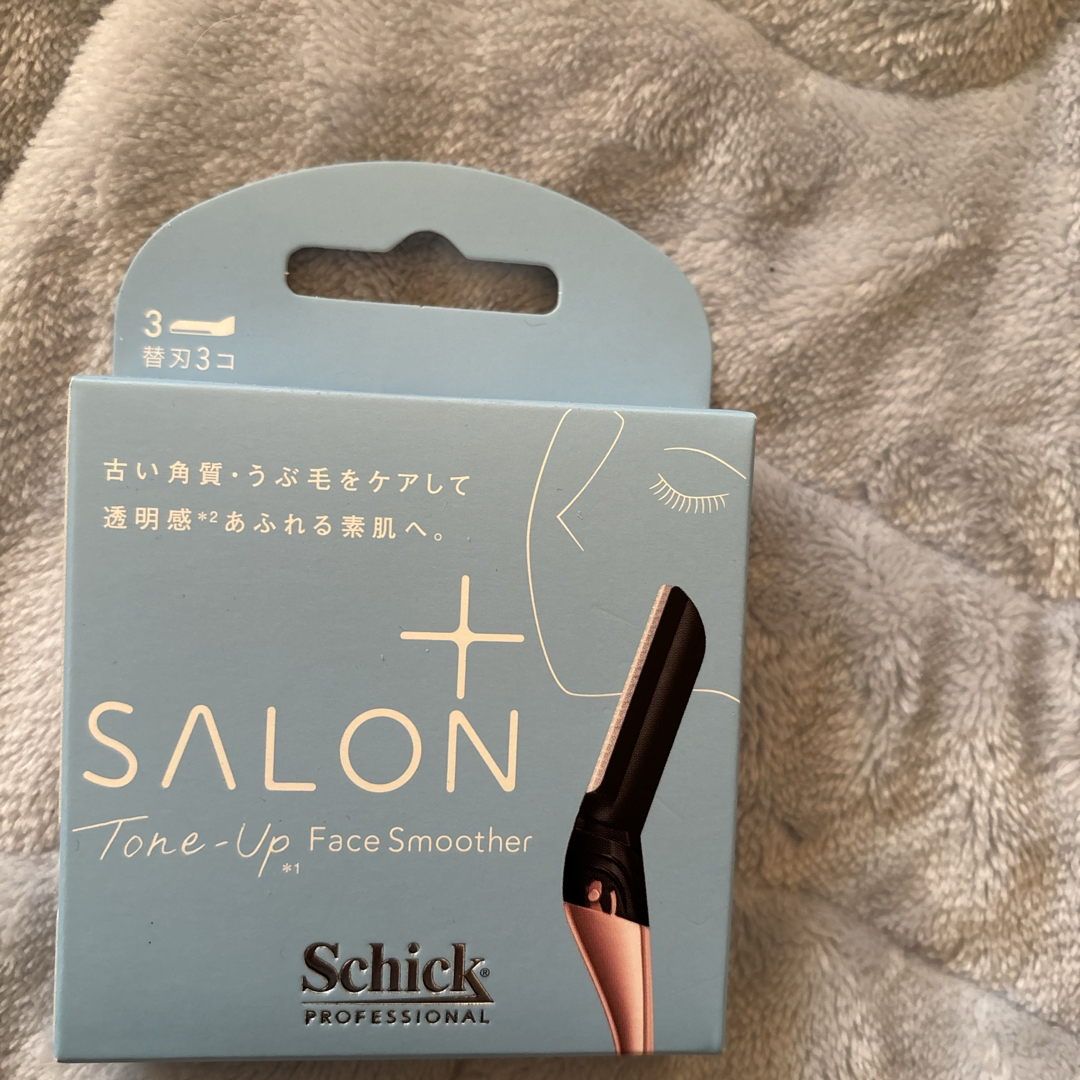 3
替刃3コ
古い角質・うぶ毛をケアして
透明感*2あふれる素肌へ。
SALON
Tone-Up Face Smoother
*1
Schick®
PROFESSIONAL